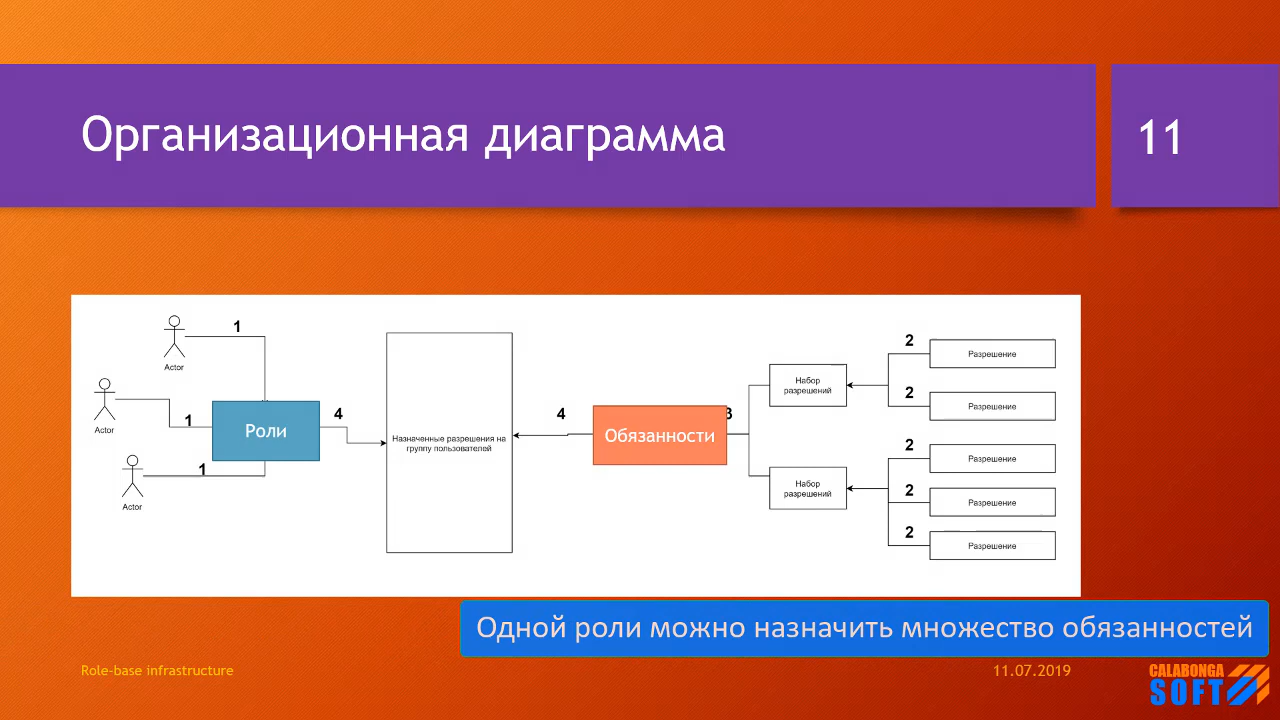 Организационная диаграмма
11
1
Actor
1
Actor
1
Actor
Роли
4
Назначенные разрешения на
группу пользователей
4
Обязанности
3
Набор
разрешений
Набор
разрешений
2
Разрешение
2
Разрешение
2
Разрешение
2
Разрешение
2
Разрешение
Одной роли можно назначить множество обязанностей
Role-base infrastructure
11.07.2019
CALABONGA
SOFT